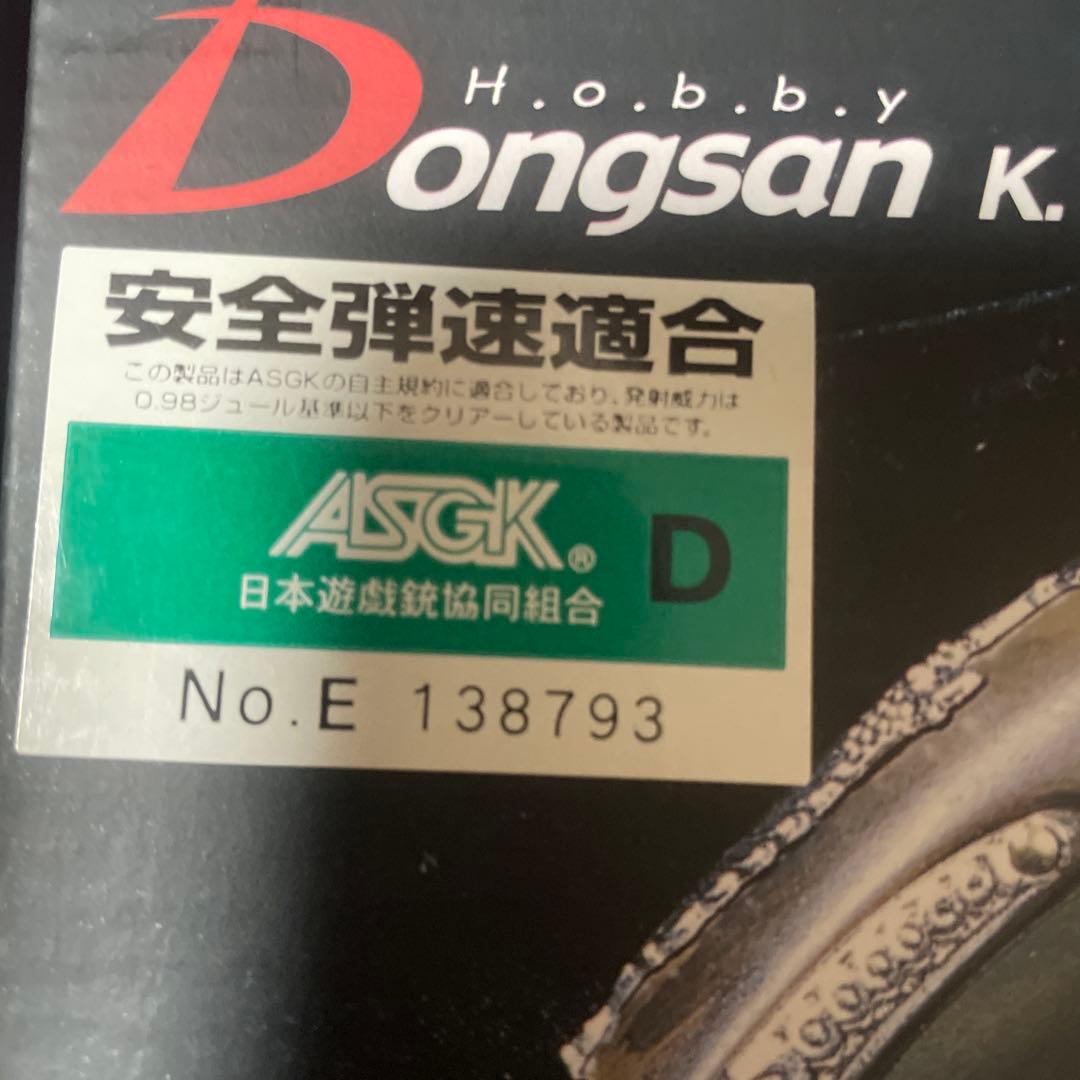 H.o.b.b.y
Dongsan K.
安全弾速適合
この製品はASGKの自主規約に適合しており、発射威力は
0.98ジュール基準以下をクリアーしている製品です。
ASGK® D
日本遊戯銃協同組合
No.E 138793